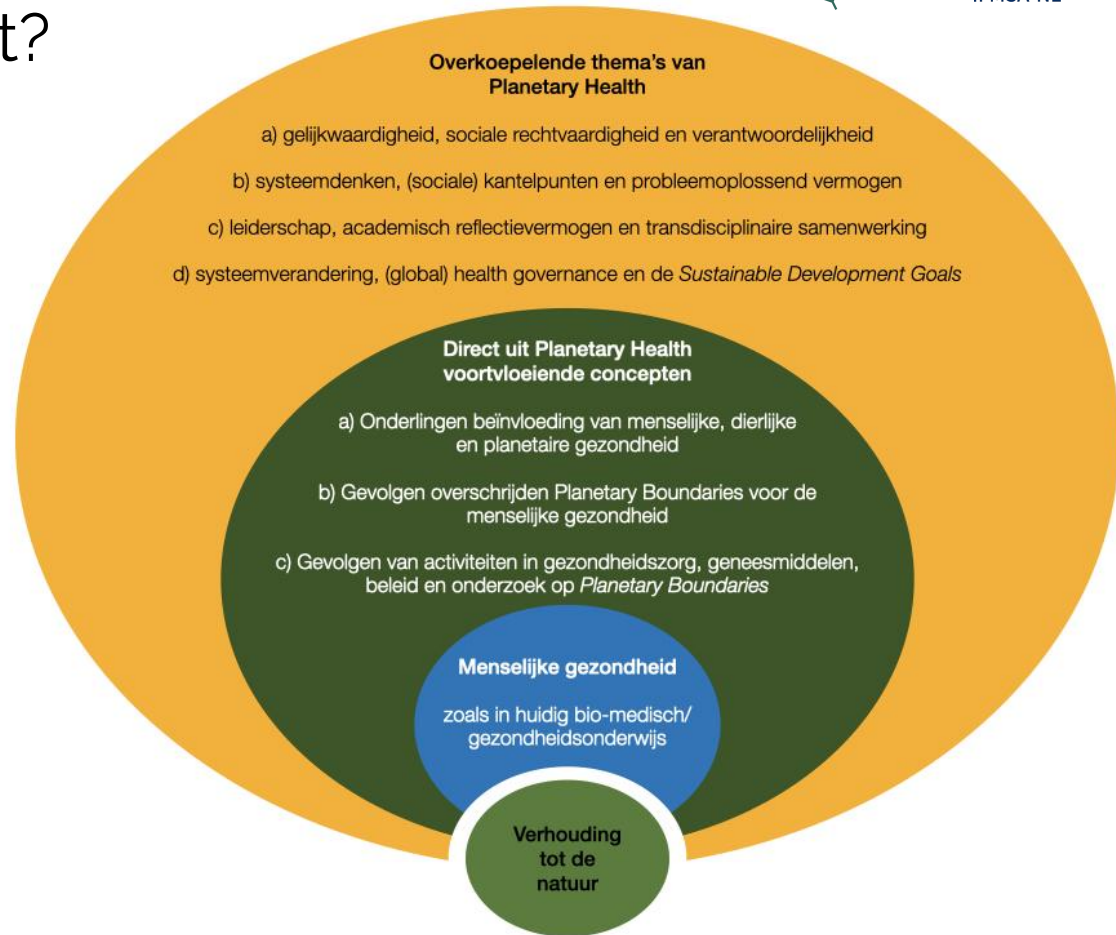 t?
Overkoepelende thema's van
Planetary Health
a) gelijkwaardigheid, sociale rechtvaardigheid en verantwoordelijkheid
b) systeemdenken, (sociale) kantelpunten en probleemoplossend vermogen
c) leiderschap, academisch reflectievermogen en transdisciplinaire samenwerking
d) systeemverandering, (global) health governance en de Sustainable Development Goals
Direct uit Planetary Health
voortvloeiende concepten
a) Onderlingen beïnvloeding van menselijke, dierlijke
en planetaire gezondheid
b) Gevolgen overschrijden Planetary Boundaries voor de
menselijke gezondheid
c) Gevolgen van activiteiten in gezondheidszorg, geneesmiddelen,
beleid en onderzoek op Planetary Boundaries
Menselijke gezondheid
zoals in huidig bio-medisch/
gezondheidsonderwijs
Verhouding
tot de
natuur